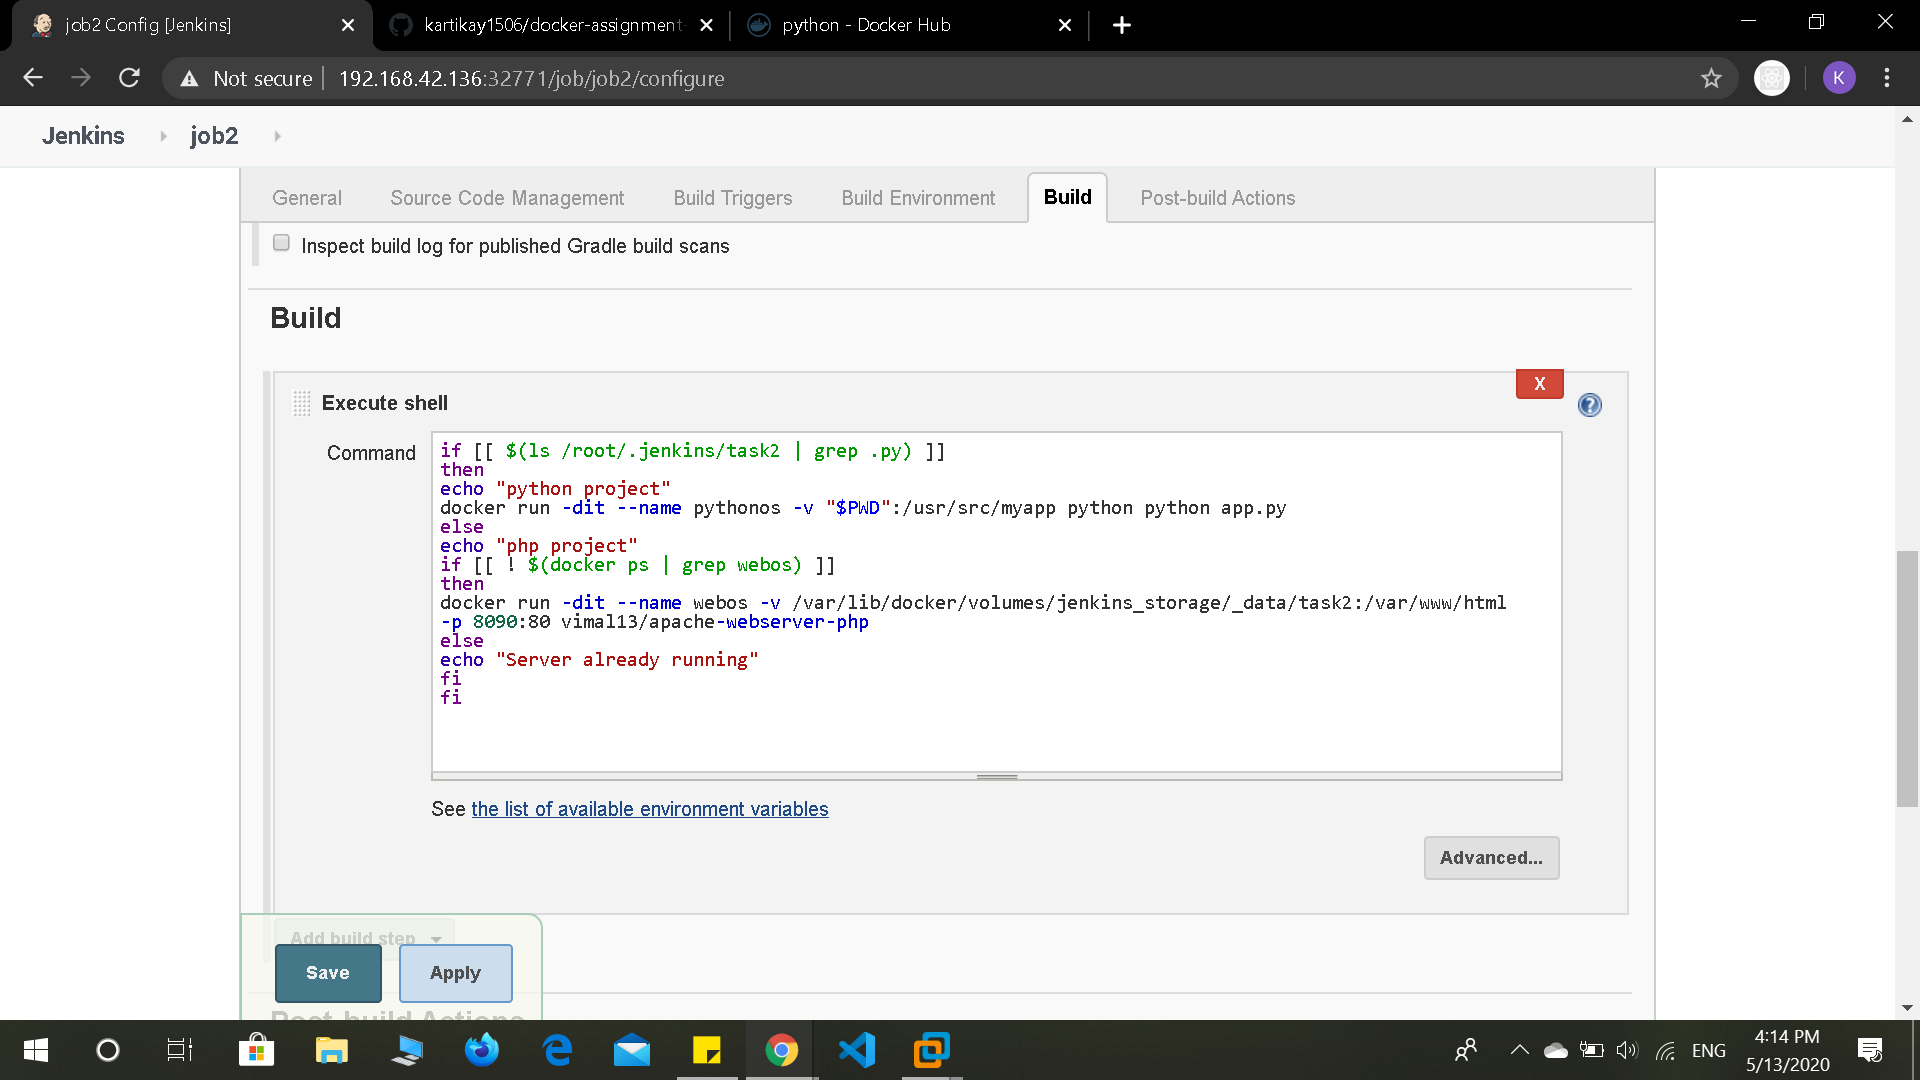 job2 Config [Jenkins]
kartikay1506/docker-assignment-
python - Docker Hub
Not secure
192.168.42.136:32771/job/job2/configure
K
Jenkins
job2
General
Source Code Management
Build Triggers
Build Environment
Build
Post-build Actions
Inspect build log for published Gradle build scans
Build
X
Execute shell
?
Command
if [[ $(ls /root/.jenkins/task2 | grep .py) ]]
then
echo "python project"
docker run -dit --name pythonos -v "$PWD":/usr/src/myapp python python app.py
else
echo "php project"
if [[ ! $(docker ps | grep webos) ]]
then
docker run -dit --name webos -v /var/lib/docker/volumes/jenkins_storage/_data/task2:/var/www/html
-p 8090:80 vimal13/apache-webserver-php
else
echo "Server already running"
fi
fi
See the list of available environment variables
Advanced...
Add build step
Save
Apply
Post-build Actions
4:14 PM
ENG
5/13/2020